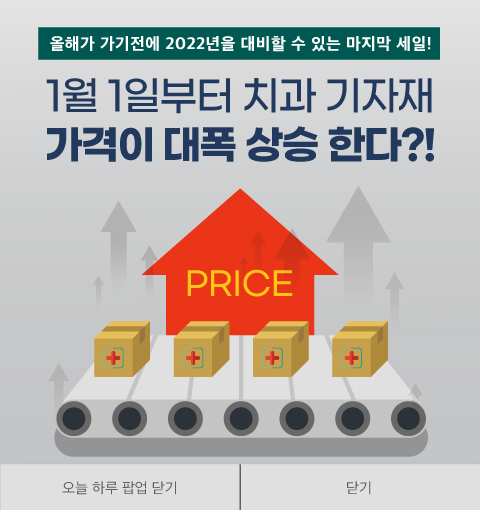 올해가 가기전에 2022년을 대비할 수 있는 마지막 세일!
1월 1일부터 치과 기자재
가격이 대폭 상승 한다?!
PRICE
오늘 하루 팝업 닫기
닫기